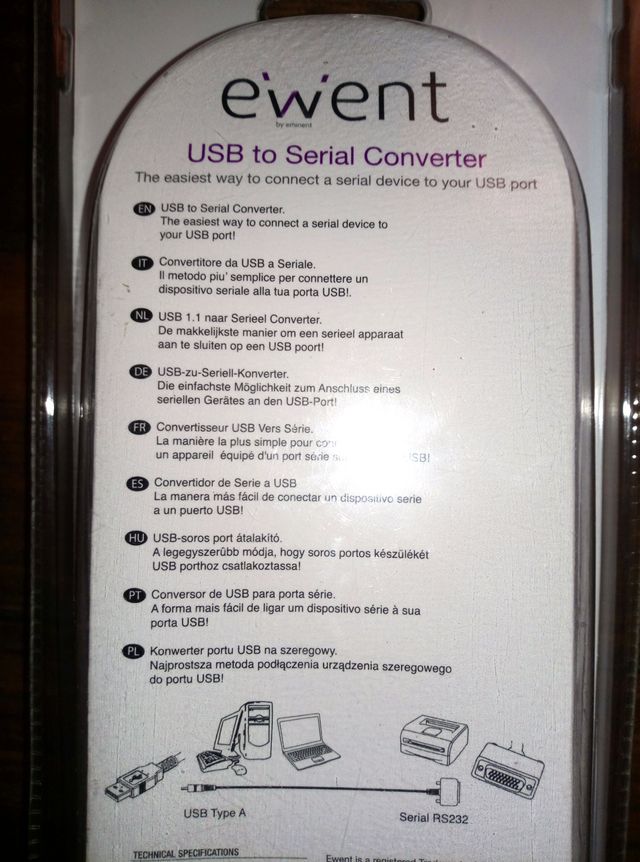 ewent
by eminent
USB to Serial Converter
The easiest way to connect a serial device to your USB port
EN USB to Serial Converter.
The easiest way to connect a serial device to
your USB port!
IT Convertitore da USB a Seriale.
Il metodo piu' semplice per connettere un
dispositivo seriale alla tua porta USB!.
NL USB 1.1 naar Serieel Converter.
De makkelijkste manier om een serieel apparaat
aan te sluiten op een USB poort!
DE USB-zu-Seriell-Konverter.
Die einfachste Möglichkeit zum Anschluss eines
seriellen Gerätes an den USB-Port!
FR Convertisseur USB Vers Série.
La manière la plus simple pour
un appareil équipé d'un port série USB!
ES Convertidor de Serie a USB
La manera más fácil de conectar un dispositivo serie
a un puerto USB!
HU USB-soros port átalakító.
A legegyszerûbb módja, hogy soros portos készülékét
USB porthoz csatlakoztassa!
PT Conversor de USB para porta série.
A forma mais fácil de ligar um dispositivo série à sua
porta USB!
PL Konwerter portu USB na szeregowy.
Najprostsza metoda podłączenia urządzenia szeregowego
do portu USB!
USB Type A
Serial RS232
TECHNICAL SPECIFICATIONS
Ewent is a registered